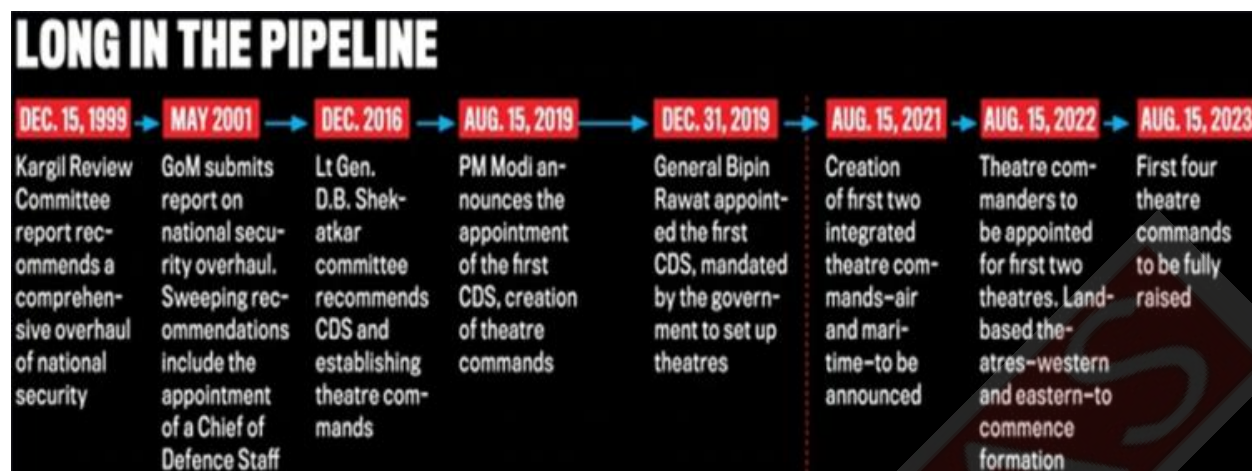 LONG IN THE PIPELINE
DEC. 15, 1999
Kargil Review
Committee
report rec-
ommends a
comprehen-
sive overhaul
of national
security
MAY 2001
GoM submits
report on
national secu-
rity overhaul.
Sweeping rec-
ommendations
include the
appointment
of a Chief of
Defence Staff
DEC. 2016
Lt Gen.
D.B. Shek-
atkar
committee
recommends
CDS and
establishing
theatre com-
mands
AUG. 15, 2019
PM Modi an-
nounces the
appointment
of the first
CDS, creation
of theatre
commands
DEC. 31, 2019
General Bipin
Rawat appoint-
ed the first
CDS, mandated
by the govern-
ment to set up
theatres
AUG. 15, 2021
Creation
of first two
integrated
theatre com-
mands–air
and mari-
time–to be
announced
AUG. 15, 2022
Theatre com-
manders to
be appointed
for first two
theatres. Land-
based the-
atres–western
and eastern–to
commence
formation
AUG. 15, 2023
First four
theatre
commands
to be fully
raised